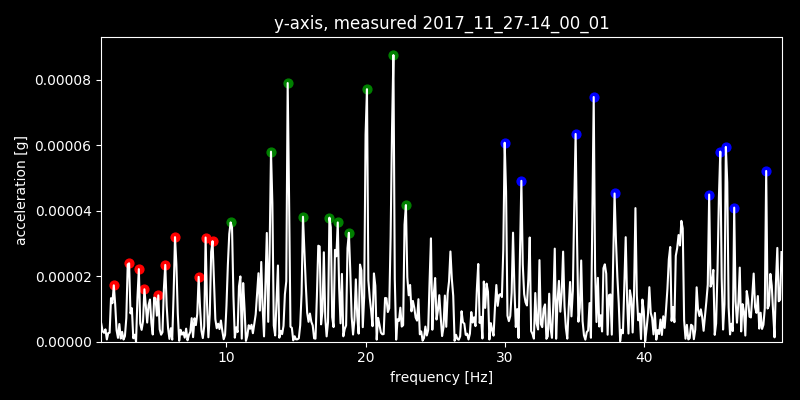 y-axis, measured 2017_11_27-14_00_01
0.00008
0.00006
0.00004
0.00002
0.00000
acceleration [g]
10 20 30 40
frequency [Hz]